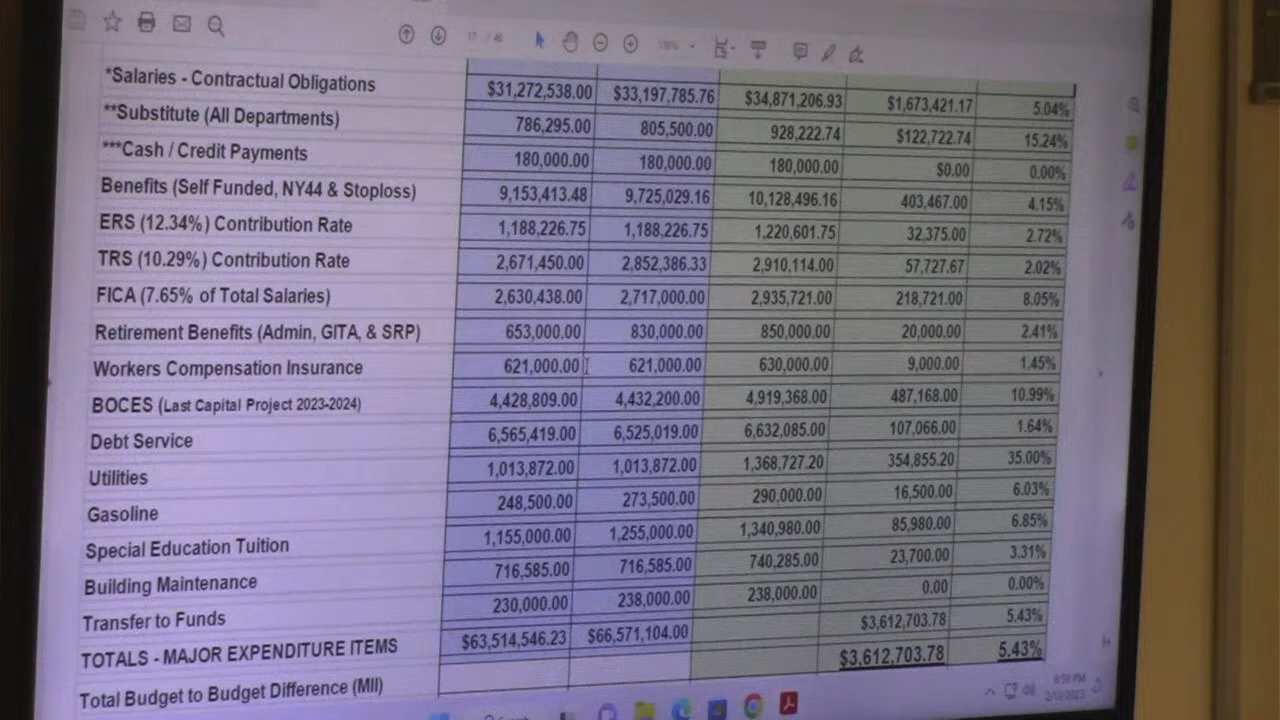 *Salaries - Contractual Obligations $31,272,538.00 $33,197,785.76 $34,871,206.93 $1,673,421.17 5.04%
**Substitute (All Departments) 786,295.00 805,500.00 928,222.74 $122,722.74 15.24%
***Cash / Credit Payments 180,000.00 180,000.00 180,000.00 $0.00 0.00%
Benefits (Self Funded, NY44 & Stoploss) 9,153,413.48 9,725,029.16 10,128,496.16 403,467.00 4.15%
ERS (12.34%) Contribution Rate 1,188,226.75 1,188,226.75 1,220,601.75 32,375.00 2.72%
TRS (10.29%) Contribution Rate 2,671,450.00 2,852,386.33 2,910,114.00 57,727.67 2.02%
FICA (7.65% of Total Salaries) 2,630,438.00 2,717,000.00 2,935,721.00 218,721.00 8.05%
Retirement Benefits (Admin, GITA, & SRP) 653,000.00 830,000.00 850,000.00 20,000.00 2.41%
Workers Compensation Insurance 621,000.00 621,000.00 630,000.00 9,000.00 1.45%
BOCES (Last Capital Project 2023-2024) 4,428,809.00 4,432,200.00 4,919,368.00 487,168.00 10.99%
Debt Service 6,565,419.00 6,525,019.00 6,632,085.00 107,066.00 1.64%
Utilities 1,013,872.00 1,013,872.00 1,368,727.20 354,855.20 35.00%
Gasoline 248,500.00 273,500.00 290,000.00 16,500.00 6.03%
Special Education Tuition 1,155,000.00 1,255,000.00 1,340,980.00 85,980.00 6.85%
Building Maintenance 716,585.00 716,585.00 740,285.00 23,700.00 3.31%
Transfer to Funds 230,000.00 238,000.00 238,000.00 0.00 0.00%
TOTALS - MAJOR EXPENDITURE ITEMS $63,514,546.23 $66,571,104.00 $3,612,703.78 5.43%
Total Budget to Budget Difference (Mil) $3,612,703.78 5.43%
8:59 PM